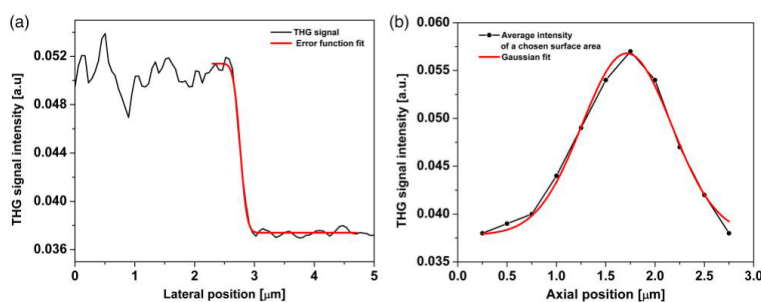 (a)
THG signal
Error function fit
THG signal intensity [a.u]
0.052
0.048
0.044
0.040
0.036
0 1 2 3 4 5
Lateral position [μm]
(b)
Average intensity
of a chosen surface area
Gaussian fit
THG signal intensity [a.u.]
0.060
0.055
0.050
0.045
0.040
0.035
0.0 0.5 1.0 1.5 2.0 2.5 3.0
Axial position [μm]